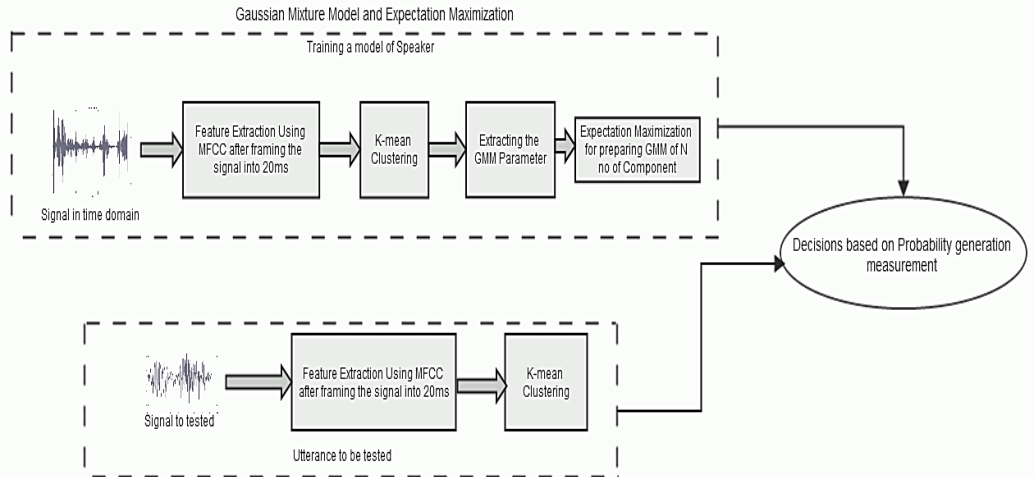 Gaussian Mixture Model and Expectation Maximization
Training a model of Speaker
Signal in time domain
Feature Extraction Using
MFCC after framing the
signal into 20ms
K-mean
Clustering
Extracting the
GMM Parameter
Expectation Maximization
for preparing GMM of N
no of Component
Decisions based on Probability generation
measurement
Signal to tested
Feature Extraction Using MFCC
after framing the signal into 20ms
K-mean
Clustering
Utterance to be tested